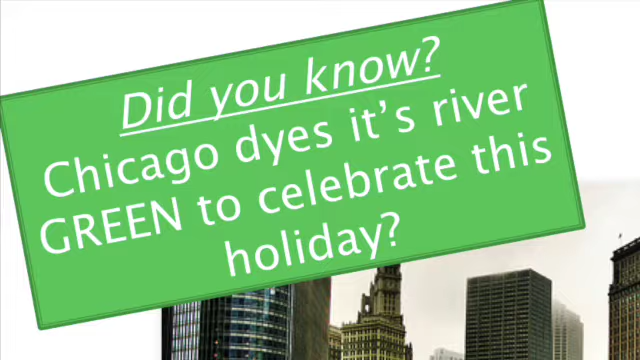 Did you know?
Chicago dyes it’s river
GREEN to celebrate this
holiday?